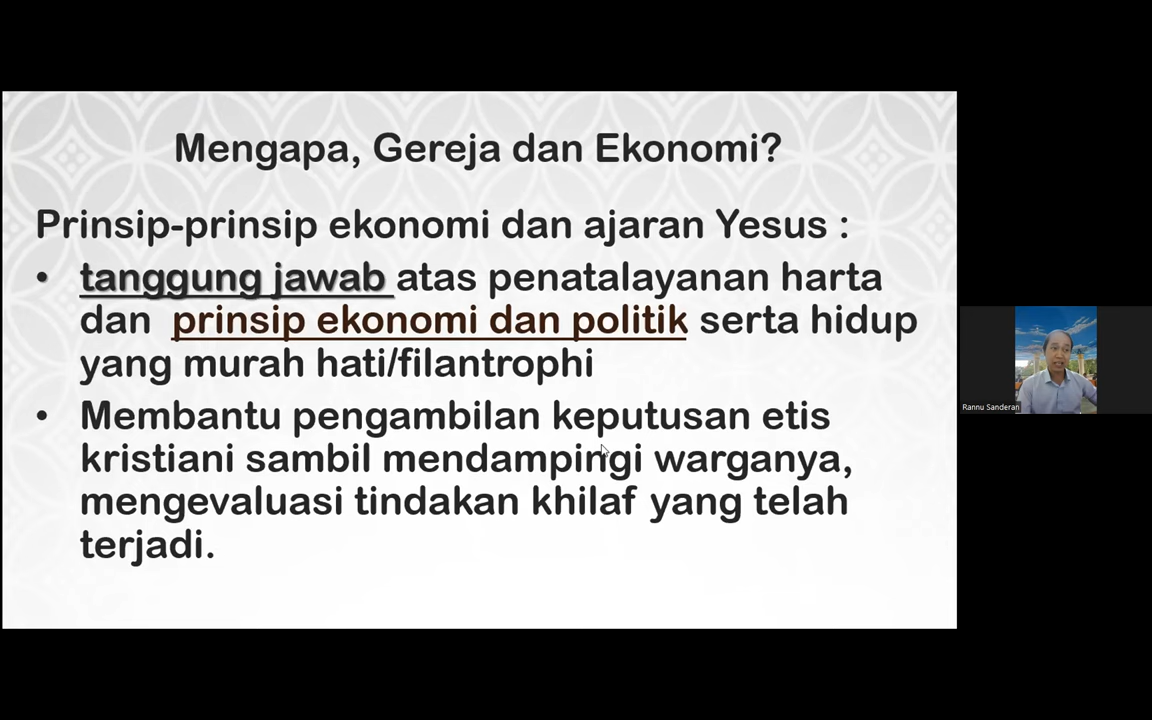 Mengapa, Gereja dan Ekonomi?
Prinsip-prinsip ekonomi dan ajaran Yesus :
• tanggung jawab atas penatalayanan harta
dan prinsip ekonomi dan politik serta hidup
yang murah hati/filantrophi
• Membantu pengambilan keputusan etis
kristiani sambil mendampingi warganya,
mengevaluasi tindakan khilaf yang telah
terjadi.
Rannu Sanderan